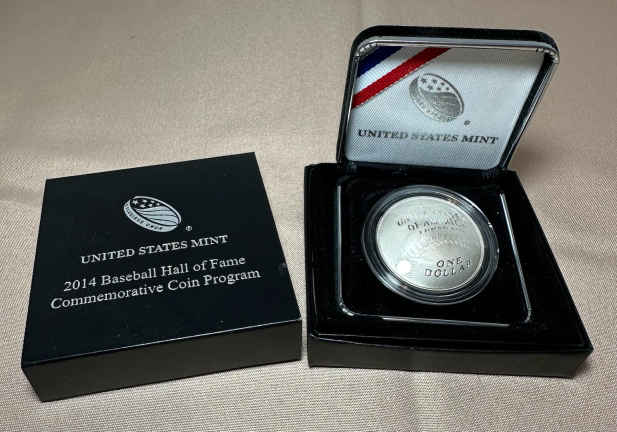 UNITED STATES MINT
2014 Baseball Hall of Fame
Commemorative Coin Program
®
UNITED STATES MINT
®
ONE
DOLLAR